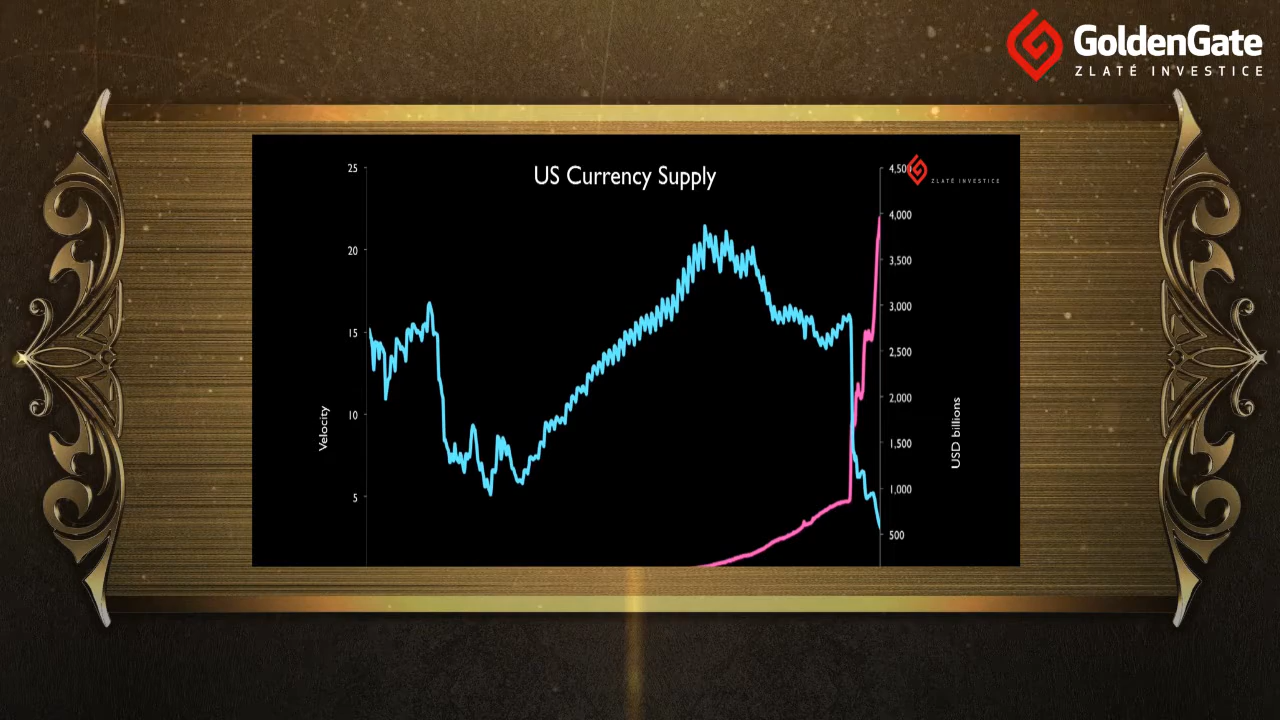 GoldenGate
ZLATÉ INVESTICE
US Currency Supply
ZLATÉ INVESTICE
25
20
15
10
5
Velocity
4,500
4,000
3,500
3,000
2,500
2,000
1,500
1,000
500
USD billions